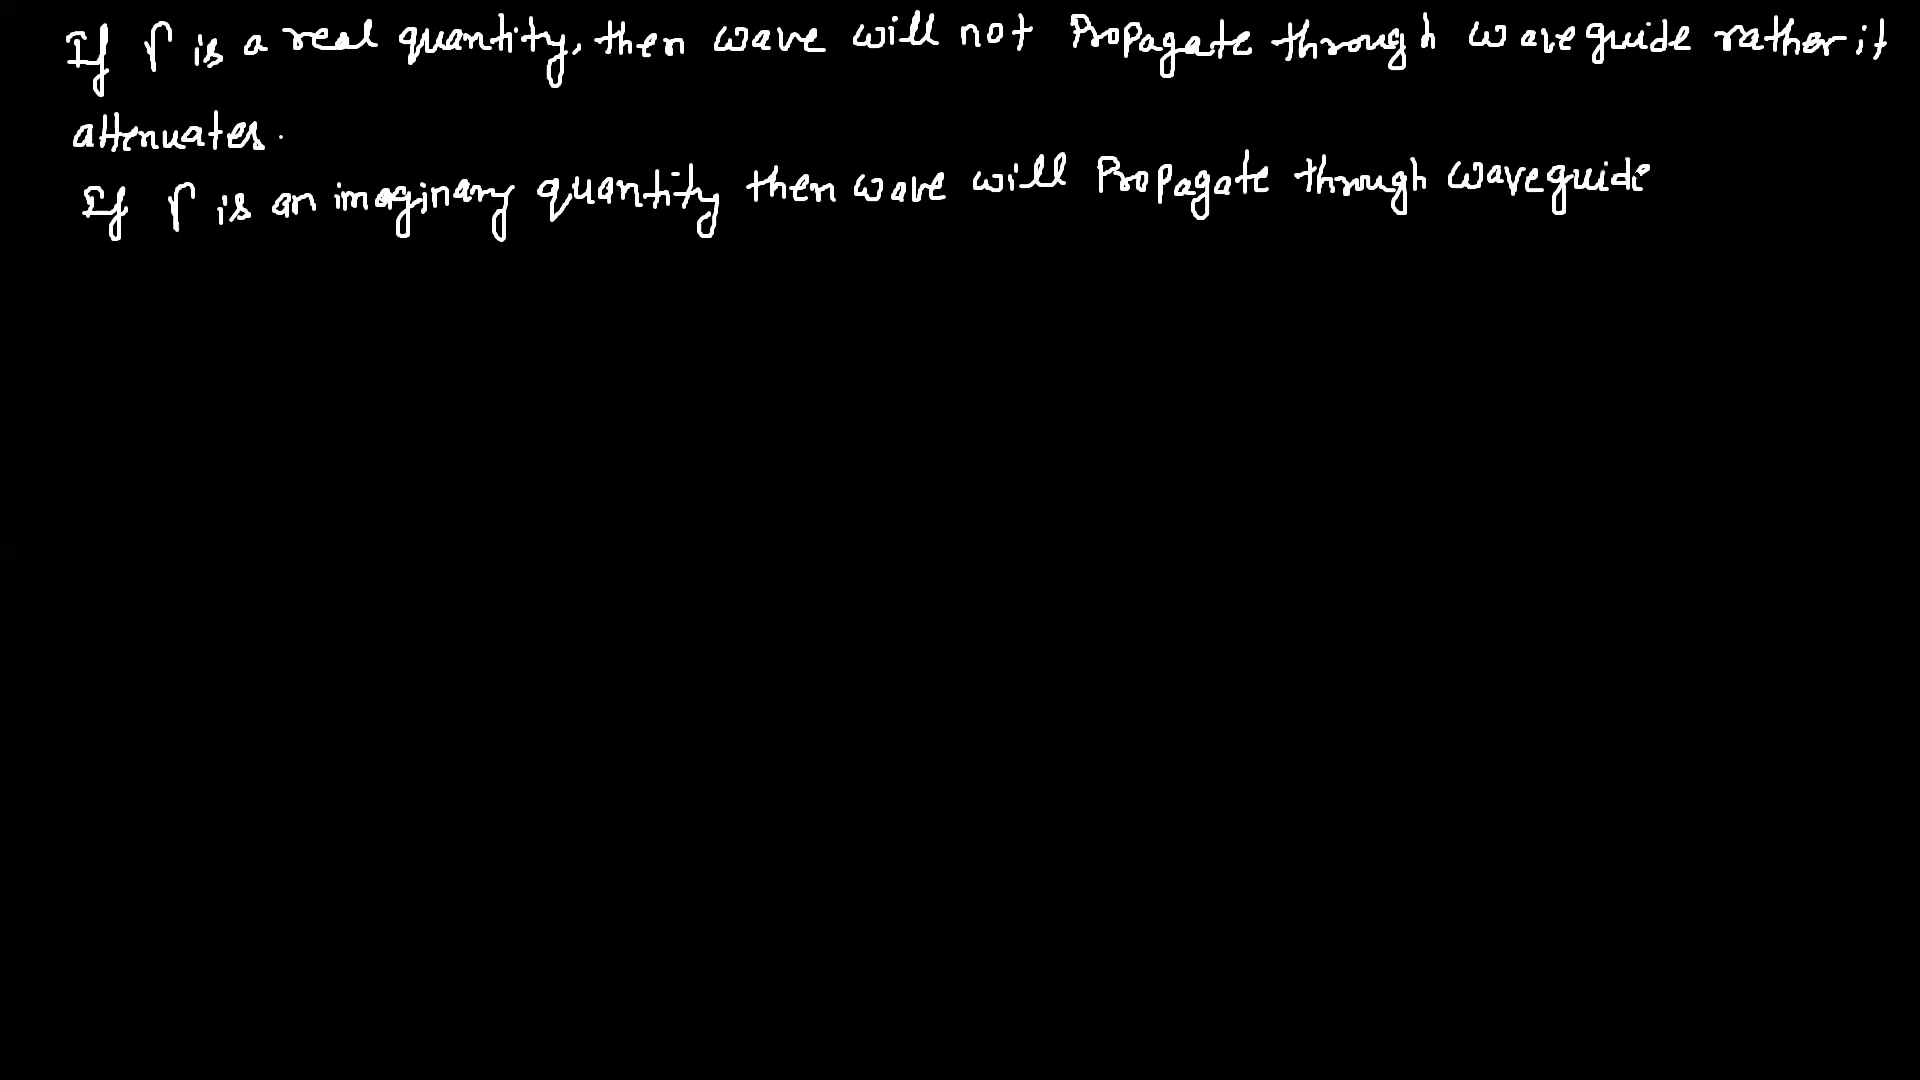 If Γ is a real quantity, then wave will not Propagate through waveguide rather it
attenuates.
If Γ is an imaginary quantity then wave will Propagate through waveguide